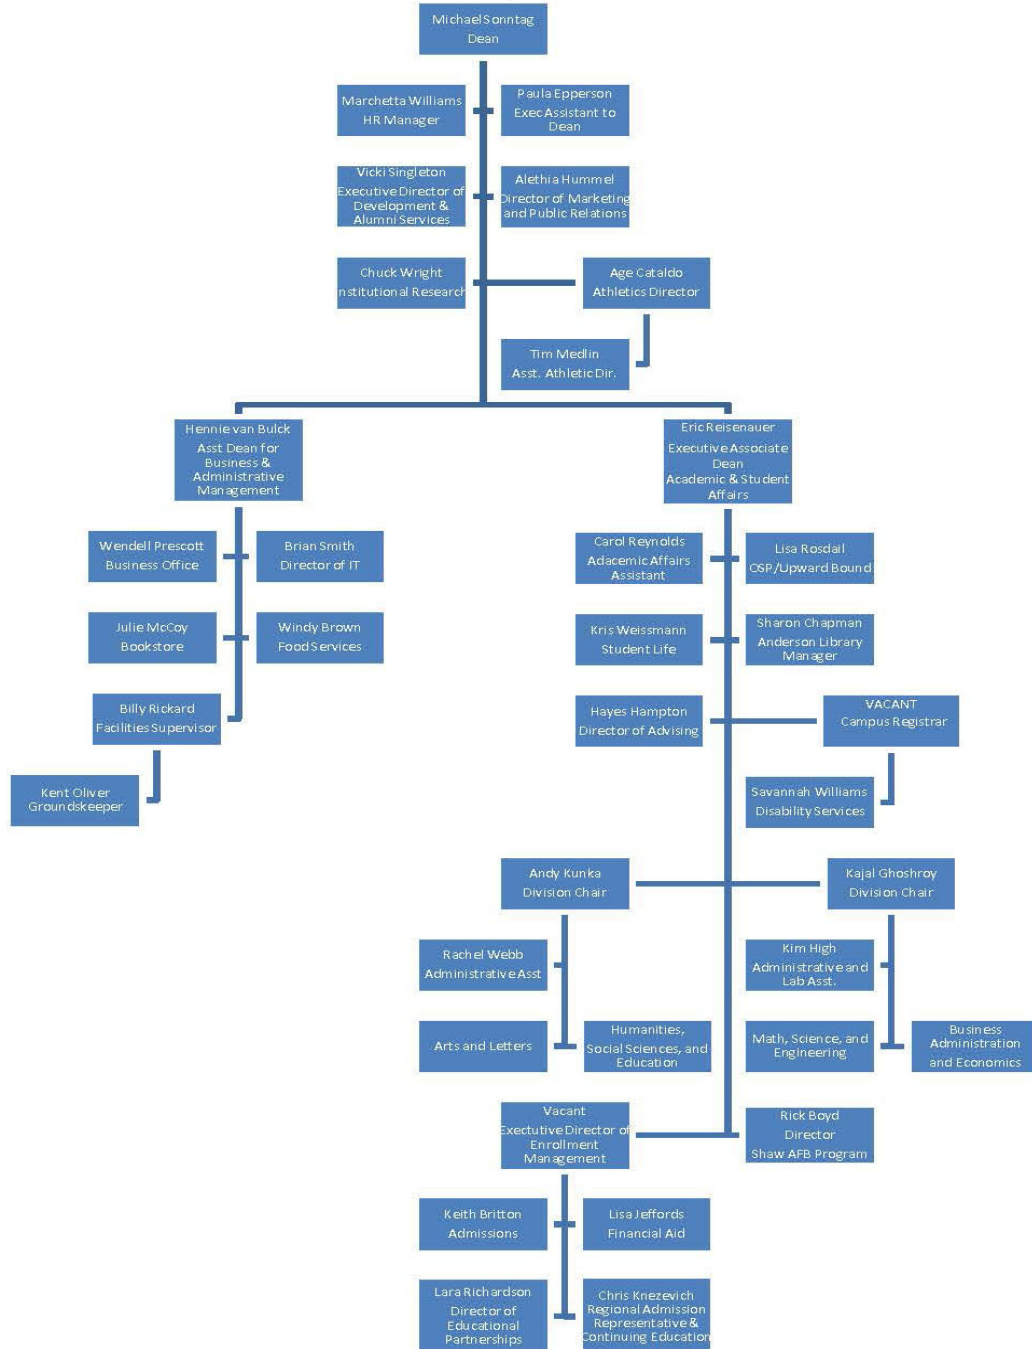 Michael Sonntag
Dean
Marchetta Williams
HR Manager
Paula Epperson
Exec Assistant to
Dean
Vicki Singleton
Executive Director of
Development &
Alumni Services
Alethia Hummel
Director of Marketing
and Public Relations
Chuck Wright
Institutional Research
Age Cataldo
Athletics Director
Tim Medlin
Asst. Athletic Dir.
Hennie van Bulck
Asst Dean for
Business &
Administrative
Management
Eric Reisenauer
Executive Associate
Dean
Academic & Student
Affairs
Wendell Prescott
Business Office
Brian Smith
Director of IT
Carol Reynolds
Adacemic Affairs
Assistant
Lisa Rosdail
OSP/Upward Bound
Julie McCoy
Bookstore
Windy Brown
Food Services
Kris Weissmann
Student Life
Sharon Chapman
Anderson Library
Manager
Billy Rickard
Facilities Supervisor
Hayes Hampton
Director of Advising
VACANT
Campus Registrar
Kent Oliver
Groundskeeper
Savannah Williams
Disability Services
Andy Kunka
Division Chair
Kajal Ghoshroy
Division Chair
Rachel Webb
Administrative Asst
Kim High
Administrative and
Lab Asst.
Arts and Letters
Humanities,
Social Sciences, and
Education
Math, Science, and
Engineering
Business
Administration
and Economics
Vacant
Exectutive Director of
Enrollment
Management
Rick Boyd
Director
Shaw AFB Program
Keith Britton
Admissions
Lisa Jeffords
Financial Aid
Lara Richardson
Director of
Educational
Partnerships
Chris Knezevich
Regional Admission
Representative &
Continuing Education